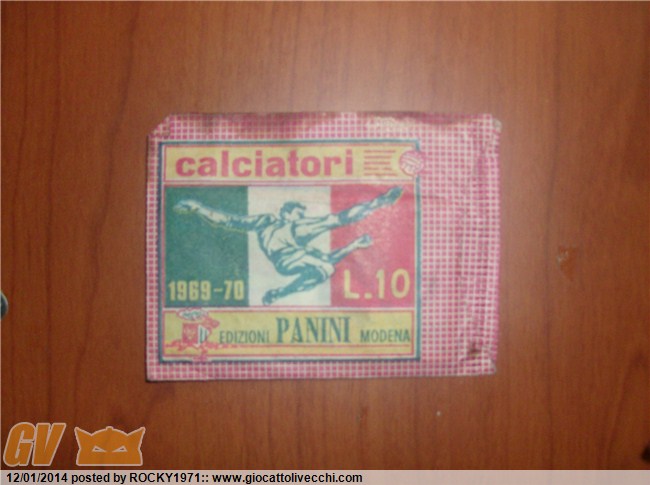 calciatori
1969-70
L.10
EDIZIONI PANINI MODENA
GV
12/01/2014 posted by ROCKY1971:: www.giocattolivecchi.com